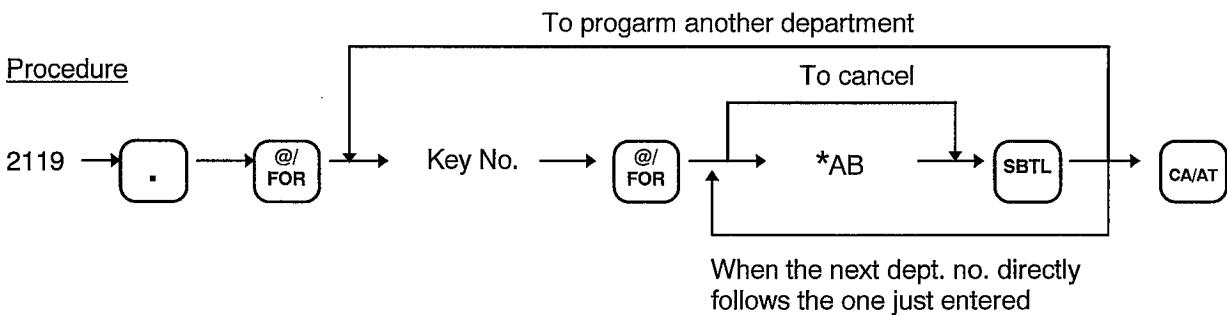 To progarm another department
Procedure
To cancel
2119 . @/ FOR Key No. @/ FOR *AB SBTL CA/AT
When the next dept. no. directly
follows the one just entered